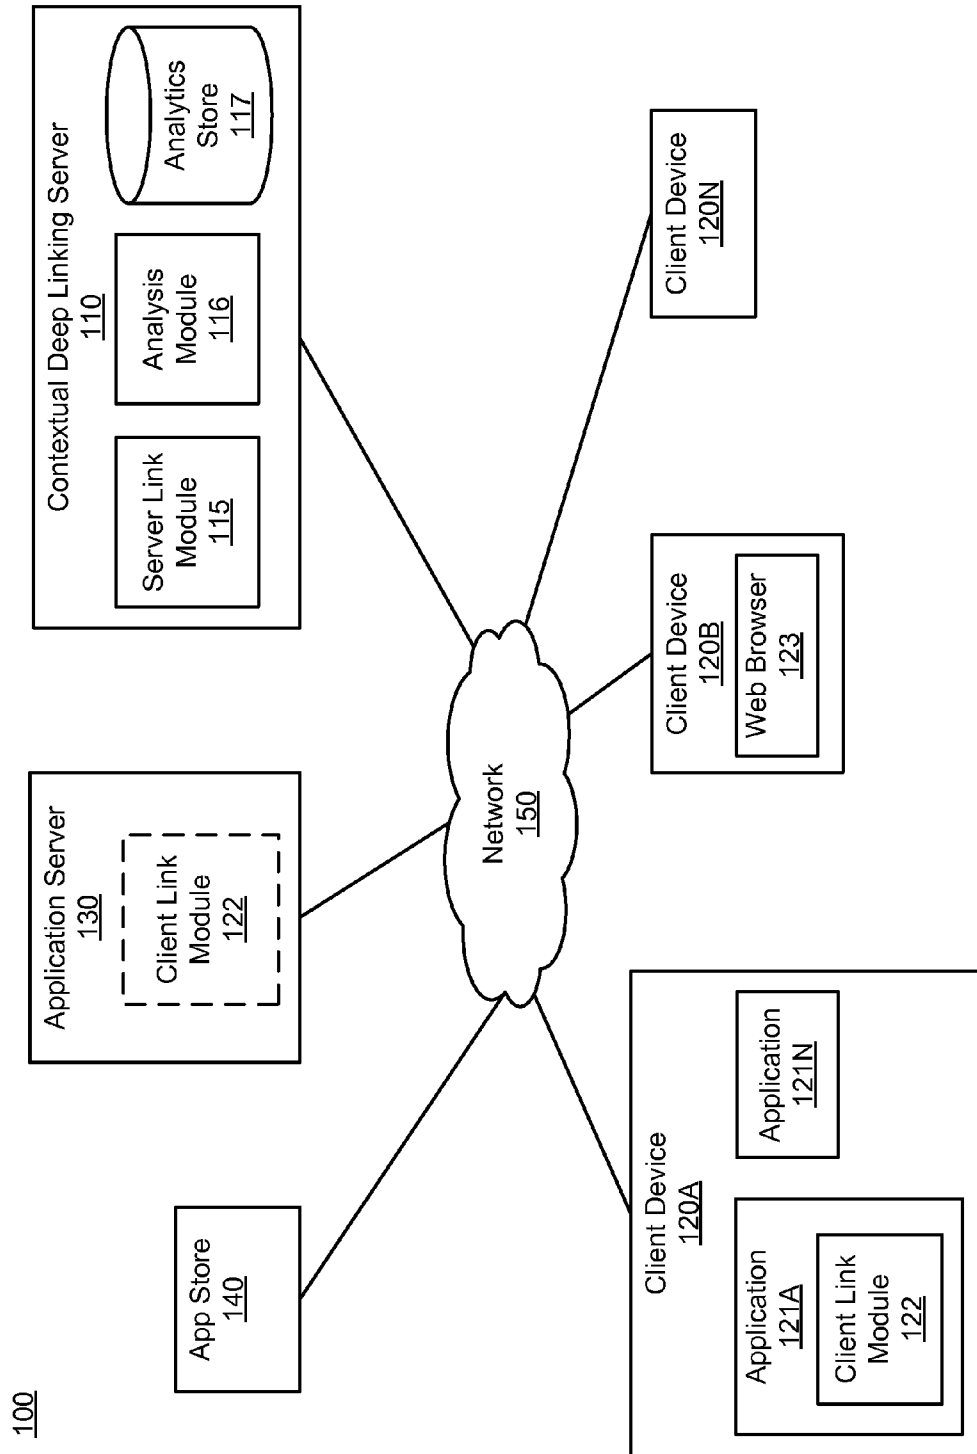 100
App Store
140
Application Server
130
Client Link
Module
122
Contextual Deep Linking Server
110
Server Link
Module
115
Analysis
Module
116
Analytics
Store
117
Network
150
Client Device
120A
Application
121A
Client Link
Module
122
Application
121N
Client Device
120B
Web Browser
123
Client Device
120N